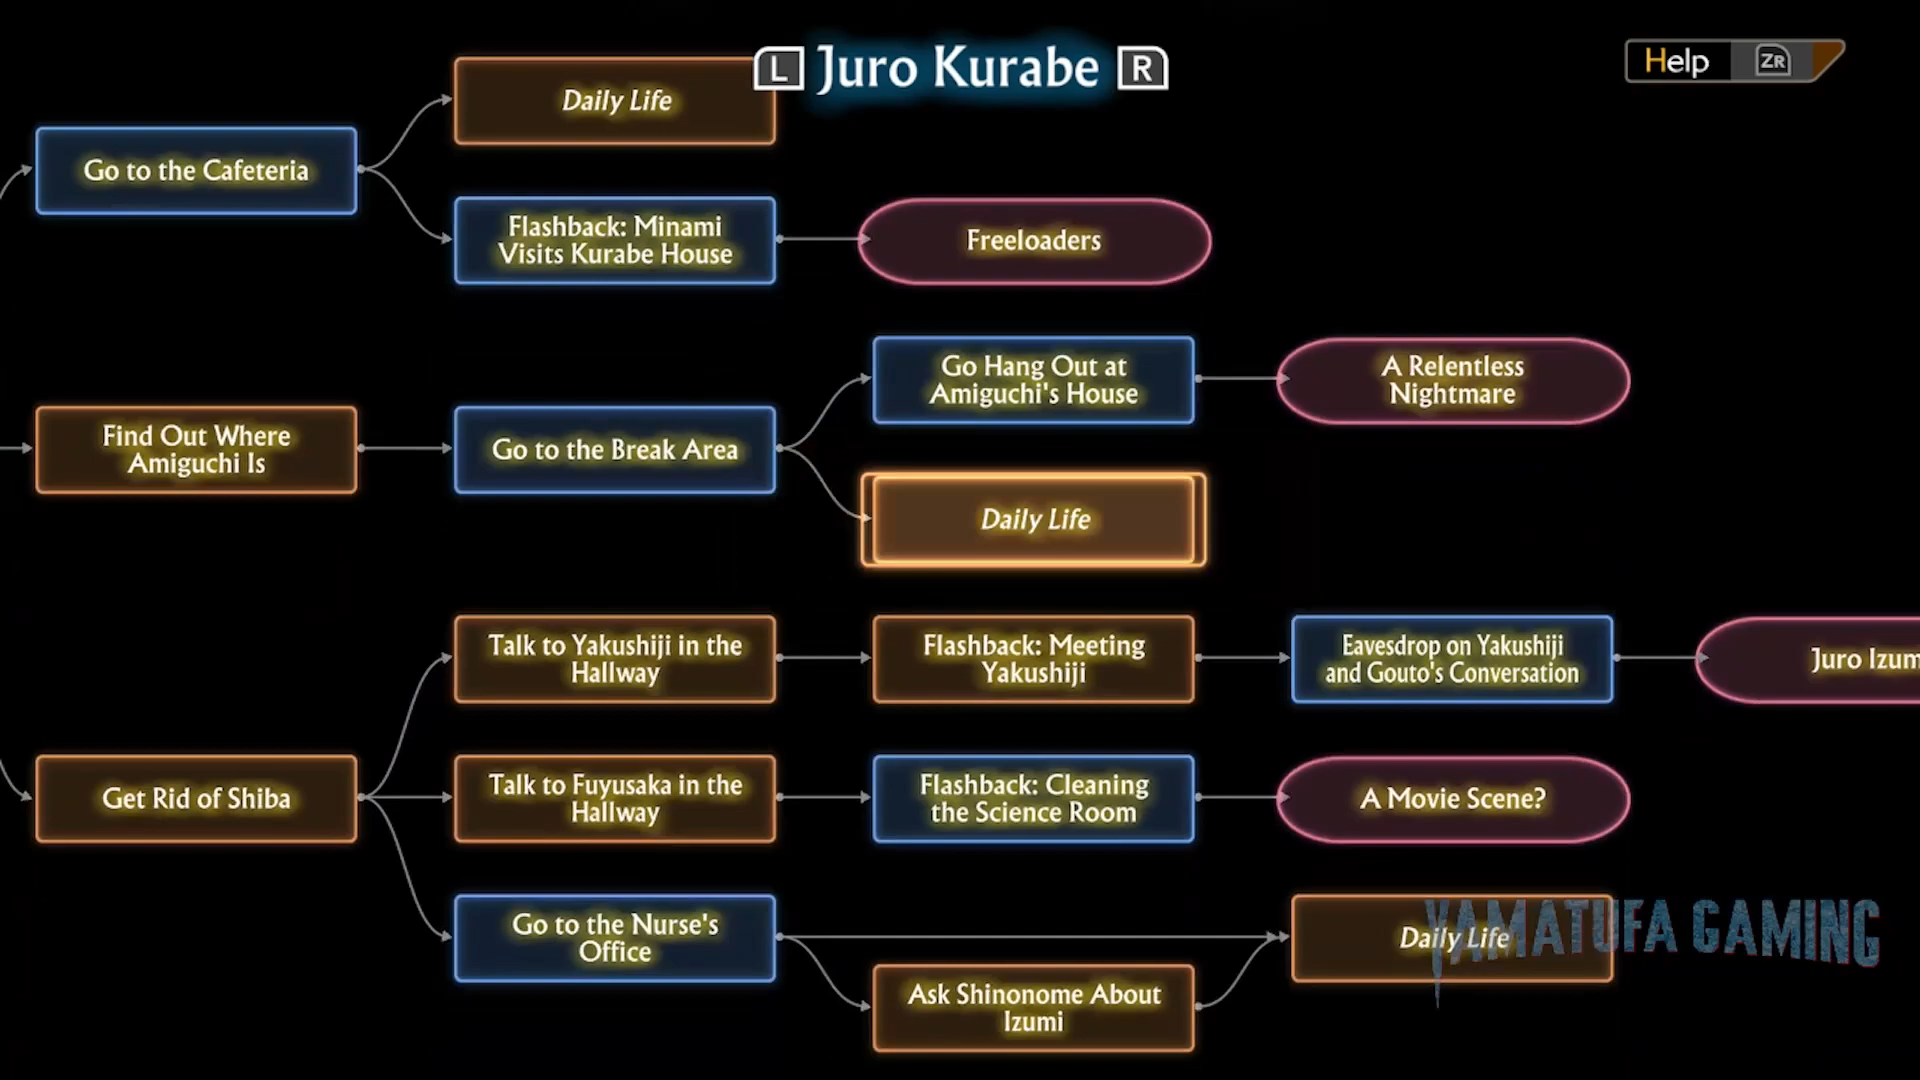 L Juro Kurabe R
Help ZR
Daily Life
Go to the Cafeteria
Flashback: Minami
Visits Kurabe House
Freeloaders
Go Hang Out at
Amiguchi's House
A Relentless
Nightmare
Find Out Where
Amiguchi Is
Go to the Break Area
Daily Life
Talk to Yakushiji in the
Hallway
Flashback: Meeting
Yakushiji
Eavesdrop on Yakushiji
and Gouto's Conversation
Juro Izum
Get Rid of Shiba
Talk to Fuyusaka in the
Hallway
Flashback: Cleaning
the Science Room
A Movie Scene?
Go to the Nurse's
Office
Daily Life
YAMATUFA GAMING
Ask Shinonome About
Izumi